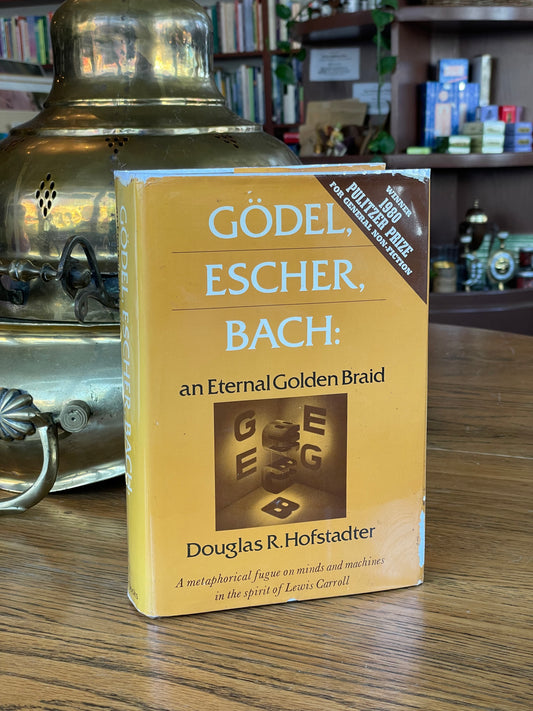 GÖDEL,
ESCHER,
BACH:
WINNER
1980
PULITZER PRIZE
FOR GENERAL NON-FICTION
an Eternal Golden Braid
G
E
E
G
B
Douglas R. Hofstadter
A metaphorical fugue on minds and machines
in the spirit of Lewis Carroll
GÖDEL, ESCHER, BACH: